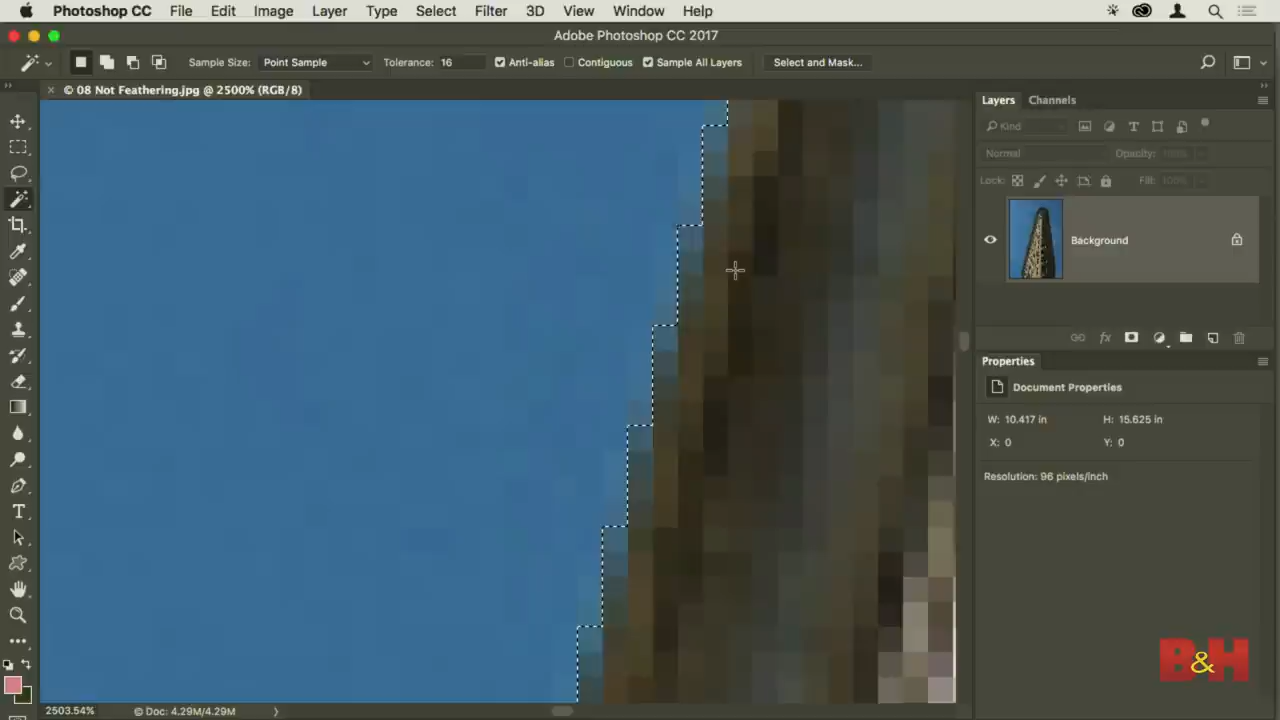 Photoshop CC File Edit Image Layer Type Select Filter 3D View Window Help
Adobe Photoshop CC 2017
Sample Size: Point Sample Tolerance: 16 Anti-alias Contiguous Sample All Layers Select and Mask...
© 08 Not Feathering.jpg @ 2500% (RGB/8)
Layers Channels
Kind
Normal Opacity: 100%
Lock: Fill: 100%
Background
fx
Properties
Document Properties
W: 10.417 in H: 15.625 in
X: 0 Y: 0
Resolution: 96 pixels/inch
B&H
2503.54% Doc: 4.29M/4.29M